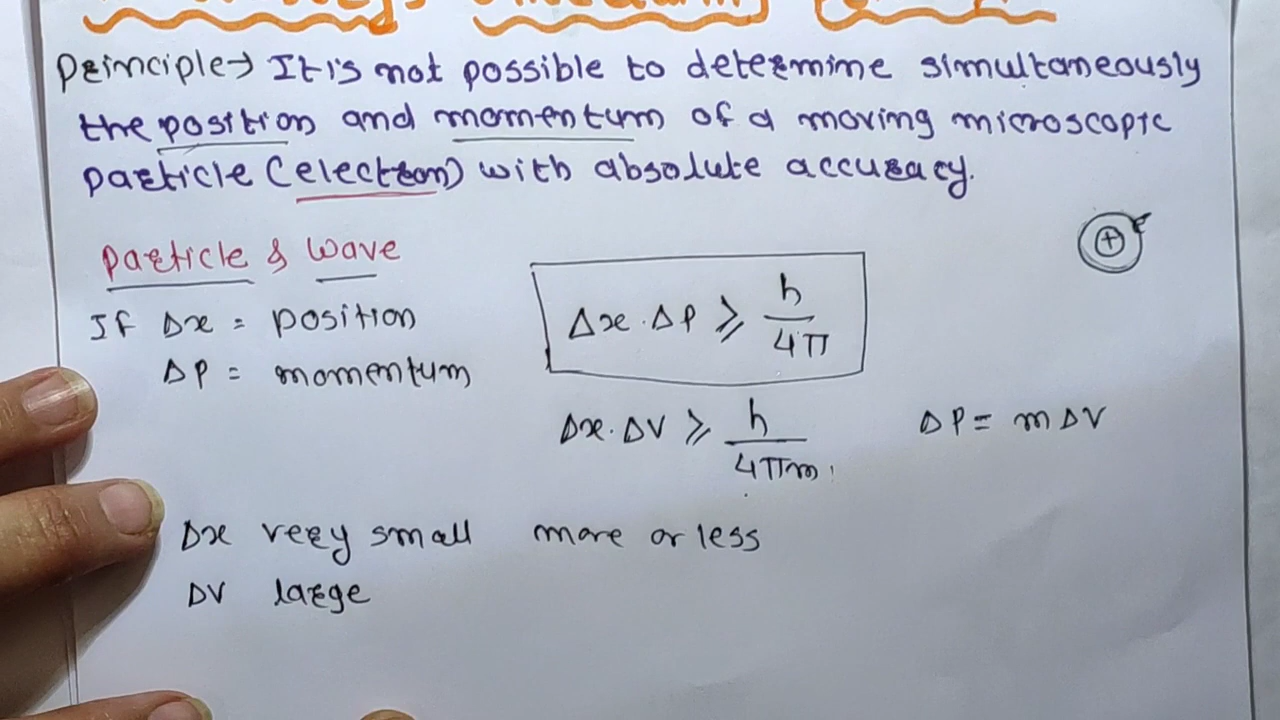 Principle→ It is not possible to determine simultaneously
the position and momentum of a moving microscopic
particle (electron) with absolute accuracy.
Particle & Wave
If Δx = position
ΔP = momentum
Δx · ΔP ≥ h/4π
Δx · ΔV ≥ h/4πm
ΔP = mΔV
Δx very small more or less
ΔV large
+ e